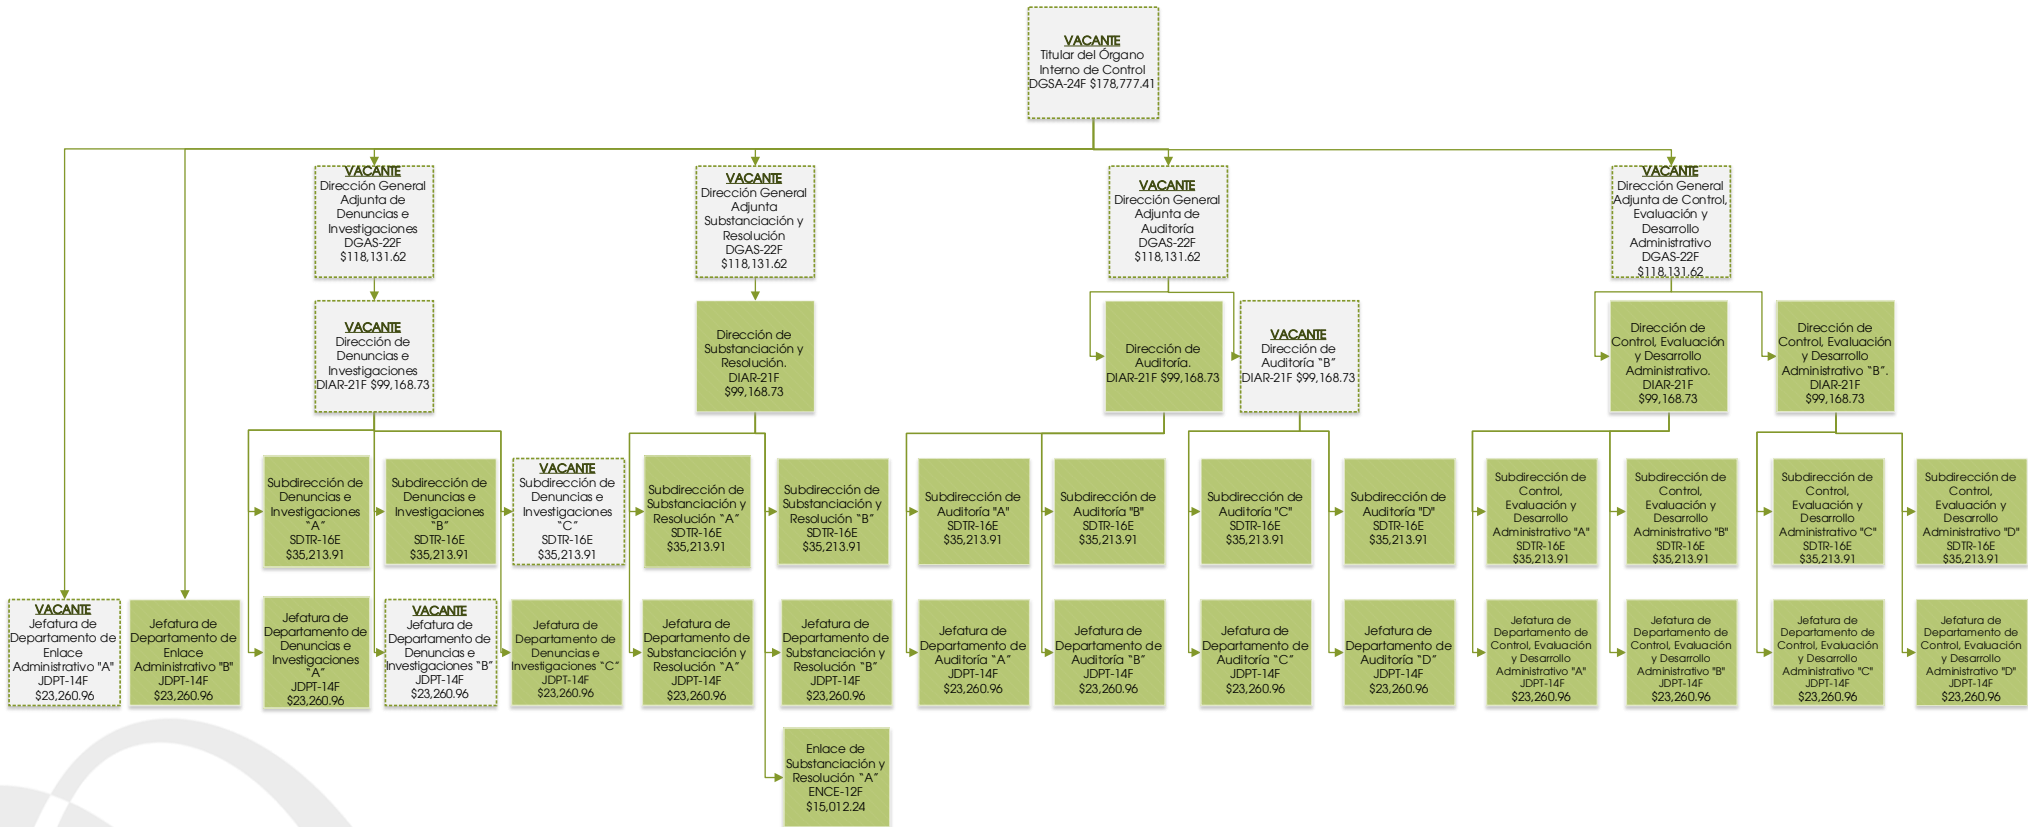 VACANTE
Titular del Órgano
Interno de Control
DGSA-24F $178,777.41
VACANTE
Dirección General
Adjunta de
Denuncias e
Investigaciones
DGAS-22F
$118,131.62
VACANTE
Dirección General
Adjunta
Substanciación y
Resolución
DGAS-22F
$118,131.62
VACANTE
Dirección General
Adjunta de
Auditoría
DGAS-22F
$118,131.62
VACANTE
Dirección General
Adjunta de Control,
Evaluación y
Desarrollo
Administrativo
DGAS-22F
$118,131.62
VACANTE
Dirección de
Denuncias e
Investigaciones
DIAR-21F $99,168.73
Dirección de
Substanciación y
Resolución.
DIAR-21F
$99,168.73
Dirección de
Auditoría.
DIAR-21F $99,168.73
VACANTE
Dirección de
Auditoría "B"
DIAR-21F $99,168.73
Dirección de
Control, Evaluación
y Desarrollo
Administrativo.
DIAR-21F
$99,168.73
Dirección de
Control, Evaluación
y Desarrollo
Administrativo "B".
DIAR-21F
$99,168.73
Subdirección de
Denuncias e
Investigaciones
"A"
SDTR-16E
$35,213.91
Subdirección de
Denuncias e
Investigaciones
"B"
SDTR-16E
$35,213.91
VACANTE
Subdirección de
Denuncias e
Investigaciones
"C"
SDTR-16E
$35,213.91
Subdirección de
Substanciación y
Resolución "A"
SDTR-16E
$35,213.91
Subdirección de
Substanciación y
Resolución "B"
SDTR-16E
$35,213.91
Subdirección de
Auditoría "A"
SDTR-16E
$35,213.91
Subdirección de
Auditoría "B"
SDTR-16E
$35,213.91
Subdirección de
Auditoría "C"
SDTR-16E
$35,213.91
Subdirección de
Auditoría "D"
SDTR-16E
$35,213.91
Subdirección de
Control,
Evaluación y
Desarrollo
Administrativo "A"
SDTR-16E
$35,213.91
Subdirección de
Control,
Evaluación y
Desarrollo
Administrativo "B"
SDTR-16E
$35,213.91
Subdirección de
Control,
Evaluación y
Desarrollo
Administrativo "C"
SDTR-16E
$35,213.91
Subdirección de
Control,
Evaluación y
Desarrollo
Administrativo "D"
SDTR-16E
$35,213.91
VACANTE
Jefatura de
Departamento de
Enlace
Administrativo "A"
JDPT-14F
$23,260.96
Jefatura de
Departamento de
Enlace
Administrativo "B"
JDPT-14F
$23,260.96
Jefatura de
Departamento de
Denuncias e
Investigaciones
"A"
JDPT-14F
$23,260.96
VACANTE
Jefatura de
Departamento de
Denuncias e
Investigaciones "B"
JDPT-14F
$23,260.96
Jefatura de
Departamento de
Denuncias e
Investigaciones "C"
JDPT-14F
$23,260.96
Jefatura de
Departamento de
Substanciación y
Resolución "A"
JDPT-14F
$23,260.96
Jefatura de
Departamento de
Substanciación y
Resolución "B"
JDPT-14F
$23,260.96
Jefatura de
Departamento de
Auditoría "A"
JDPT-14F
$23,260.96
Jefatura de
Departamento de
Auditoría "B"
JDPT-14F
$23,260.96
Jefatura de
Departamento de
Auditoría "C"
JDPT-14F
$23,260.96
Jefatura de
Departamento de
Auditoría "D"
JDPT-14F
$23,260.96
Jefatura de
Departamento de
Control, Evaluación
y Desarrollo
Administrativo "A"
JDPT-14F
$23,260.96
Jefatura de
Departamento de
Control, Evaluación
y Desarrollo
Administrativo "B"
JDPT-14F
$23,260.96
Jefatura de
Departamento de
Control, Evaluación
y Desarrollo
Administrativo "C"
JDPT-14F
$23,260.96
Jefatura de
Departamento de
Control, Evaluación
y Desarrollo
Administrativo "D"
JDPT-14F
$23,260.96
Enlace de
Substanciación y
Resolución "A"
ENCE-12F
$15,012.24